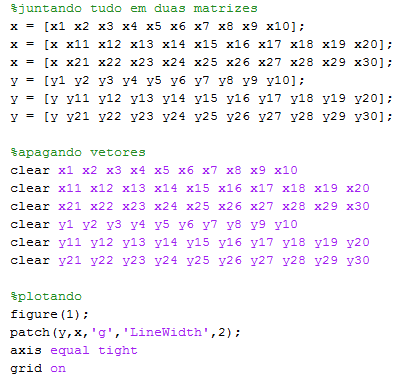 %juntando tudo em duas matrizes
x = [x1 x2 x3 x4 x5 x6 x7 x8 x9 x10];
x = [x x11 x12 x13 x14 x15 x16 x17 x18 x19 x20];
x = [x x21 x22 x23 x24 x25 x26 x27 x28 x29 x30];
y = [y1 y2 y3 y4 y5 y6 y7 y8 y9 y10];
y = [y y11 y12 y13 y14 y15 y16 y17 y18 y19 y20];
y = [y y21 y22 y23 y24 y25 y26 y27 y28 y29 y30];
%apagando vetores
clear x1 x2 x3 x4 x5 x6 x7 x8 x9 x10
clear x11 x12 x13 x14 x15 x16 x17 x18 x19 x20
clear x21 x22 x23 x24 x25 x26 x27 x28 x29 x30
clear y1 y2 y3 y4 y5 y6 y7 y8 y9 y10
clear y11 y12 y13 y14 y15 y16 y17 y18 y19 y20
clear y21 y22 y23 y24 y25 y26 y27 y28 y29 y30
%plotando
figure(1);
patch(y,x,'g','LineWidth',2);
axis equal tight
grid on